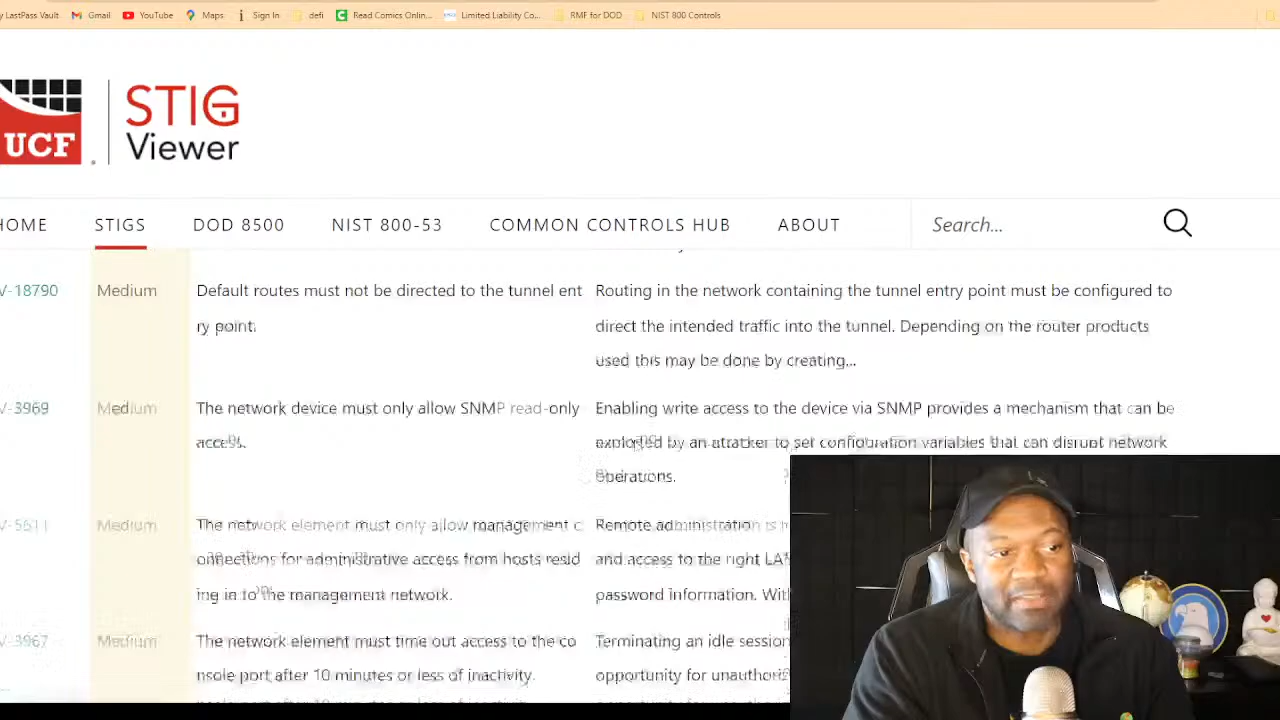 y LastPass Vault Gmail YouTube Maps Sign In defi Read Comics Onlin... Limited Liability Co... RMF for DOD NIST 800 Controls
UCF
STIG
Viewer
HOME STIGS DOD 8500 NIST 800-53 COMMON CONTROLS HUB ABOUT Search...
V-18790 Medium Default routes must not be directed to the tunnel ent Routing in the network containing the tunnel entry point must be configured to
ry point. direct the intended traffic into the tunnel. Depending on the router products
used this may be done by creating...
V-3969 Medium The network device must only allow SNMP read-only Enabling write access to the device via SNMP provides a mechanism that can be
access. exploited by an attacker to set configuration variables that can disrupt network
operations.
V-5611 Medium The network element must only allow management c Remote administration is
onnections for administrative access from hosts resid and access to the right LA
ing in to the management network. password information. Wit
V-3967 Medium The network element must time out access to the co Terminating an idle session
nsole port after 10 minutes or less of inactivity. opportunity for unauthori